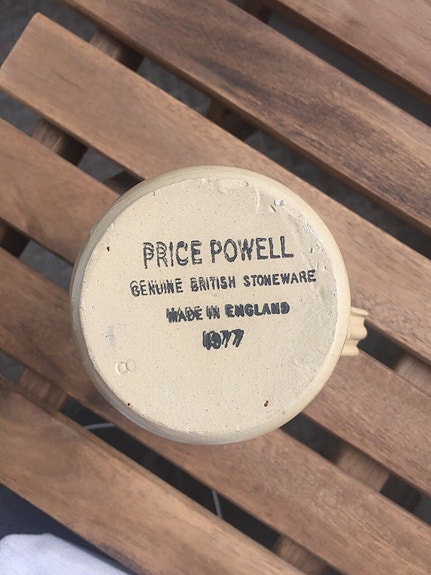 PRICE POWELL
GENUINE BRITISH STONEWARE
MADE IN ENGLAND
1977